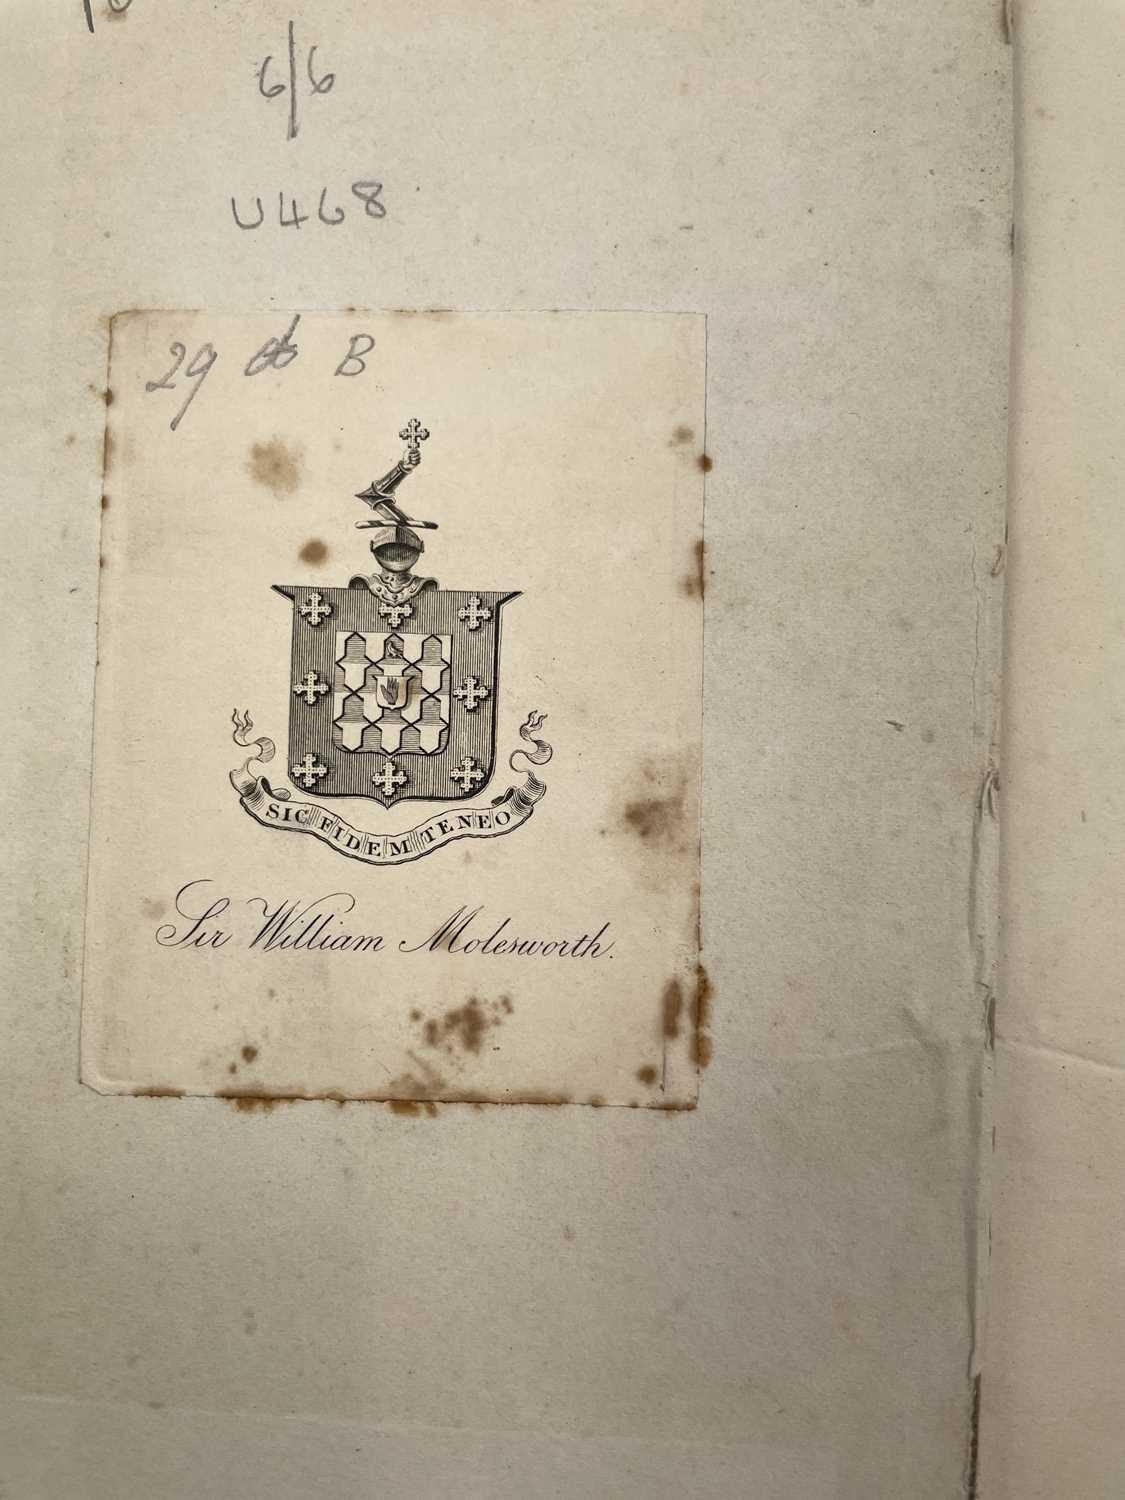 6/6
U468
29 B
SIC FIDEM TENEO
Sir William Molesworth.